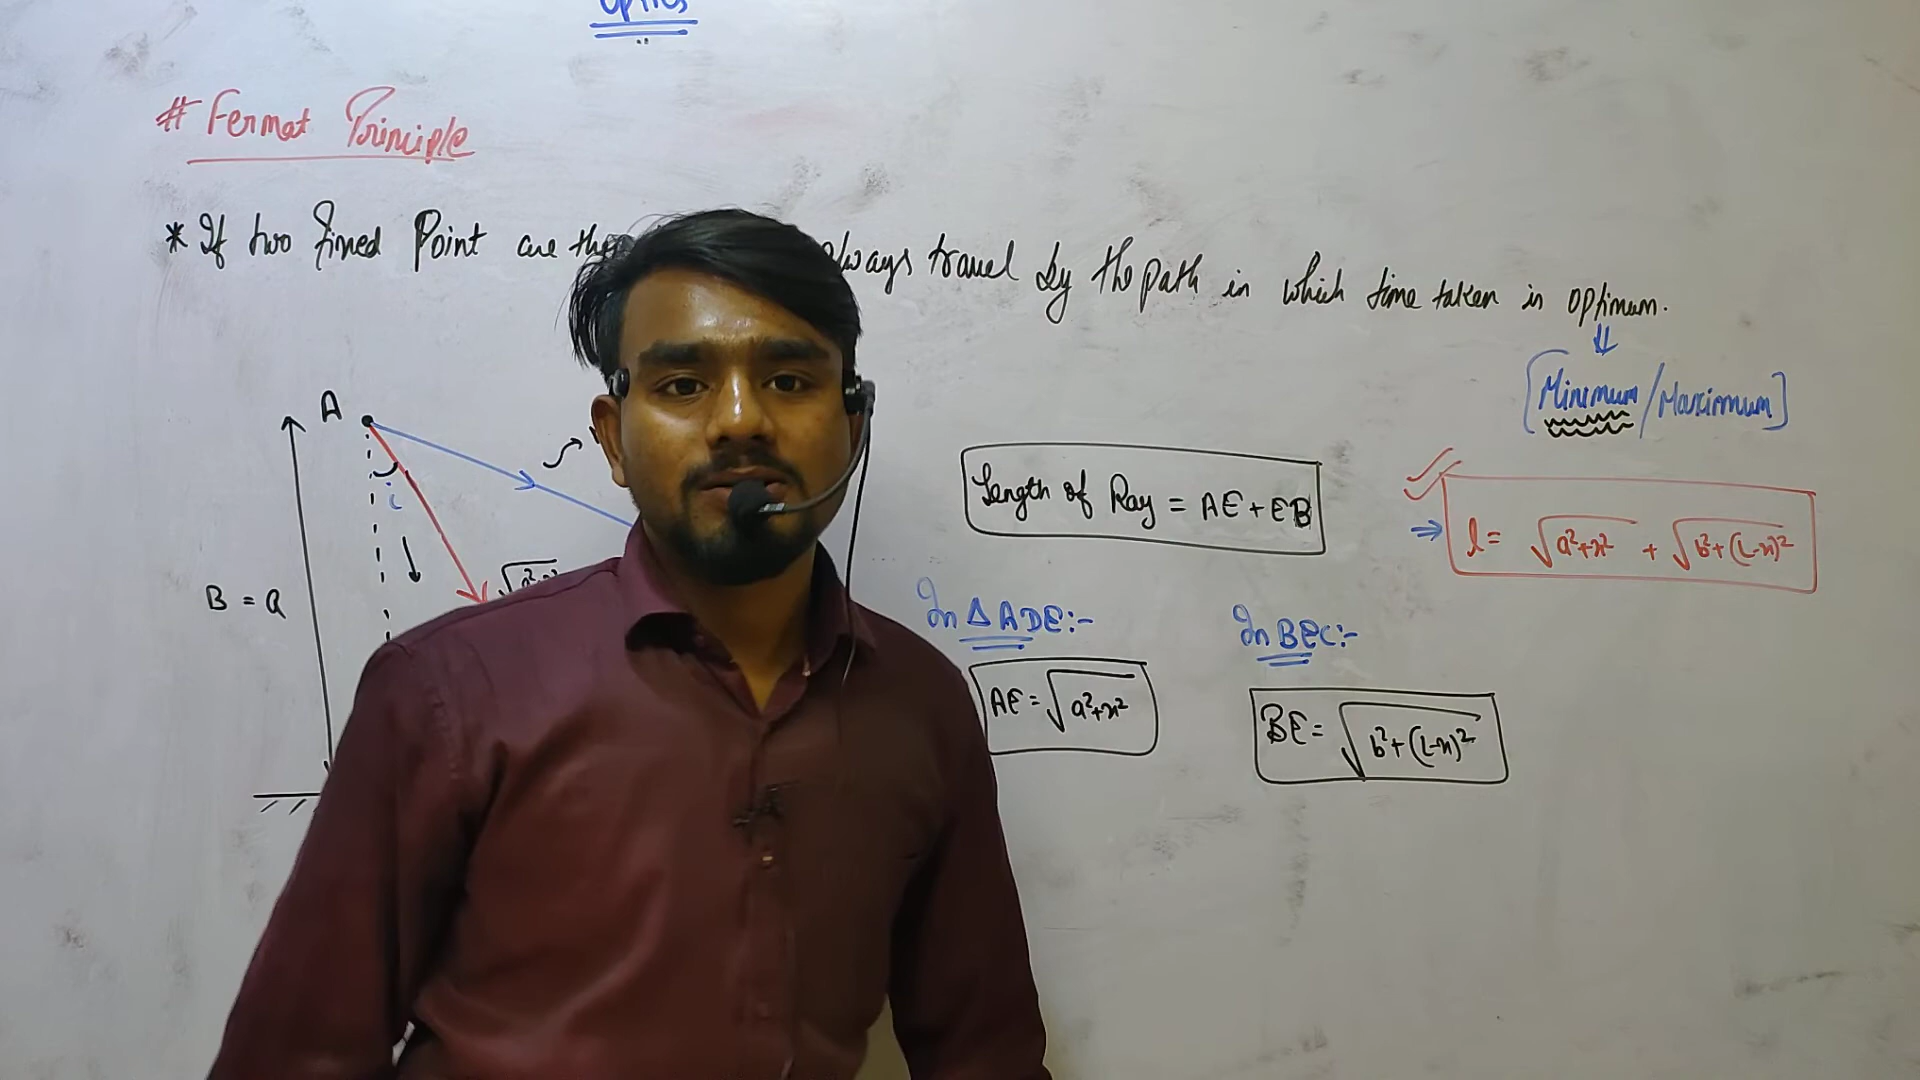 Optics
# Fermat Principle
* If two fixed Point are the always travel by the path in which time taken is optimum.
[Minimum/Maximum]
A
i
B = a
Length of Ray = AE + EB
⇒ l = √a²+x² + √b²+(L-x)²
In Δ ADE:-
In BEC:-
AE = √a²+x²
BE = √b²+(L-x)²